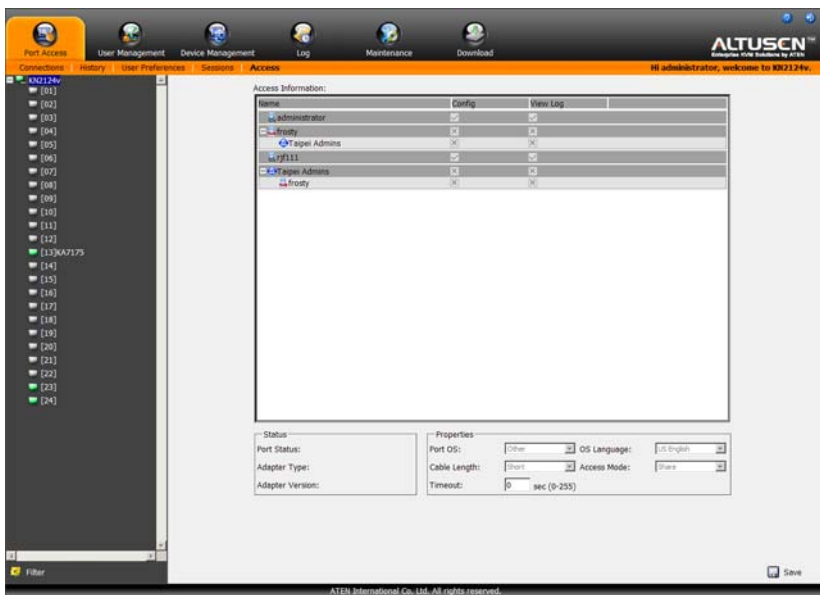 ALTUSEN™
Enterprise KVM Solutions by ATEN
Port Access User Management Device Management Log Maintenance Download
Connections History User Preferences Sessions Access Hi administrator, welcome to KN2124v.
KN2124v
[01]
[02]
[03]
[04]
[05]
[06]
[07]
[08]
[09]
[10]
[11]
[12]
[13]KA7175
[14]
[15]
[16]
[17]
[18]
[19]
[20]
[21]
[22]
[23]
[24]
Filter
Access Information:
Name Config View Log
administrator
frosty
Taipei Admins
rjf111
Taipei Admins
frosty
Status
Port Status:
Adapter Type:
Adapter Version:
Properties
Port OS: Other OS Language: US English
Cable Length: Short Access Mode: Share
Timeout: 0 sec (0-255)
Save
ATEN International Co. Ltd. All rights reserved.